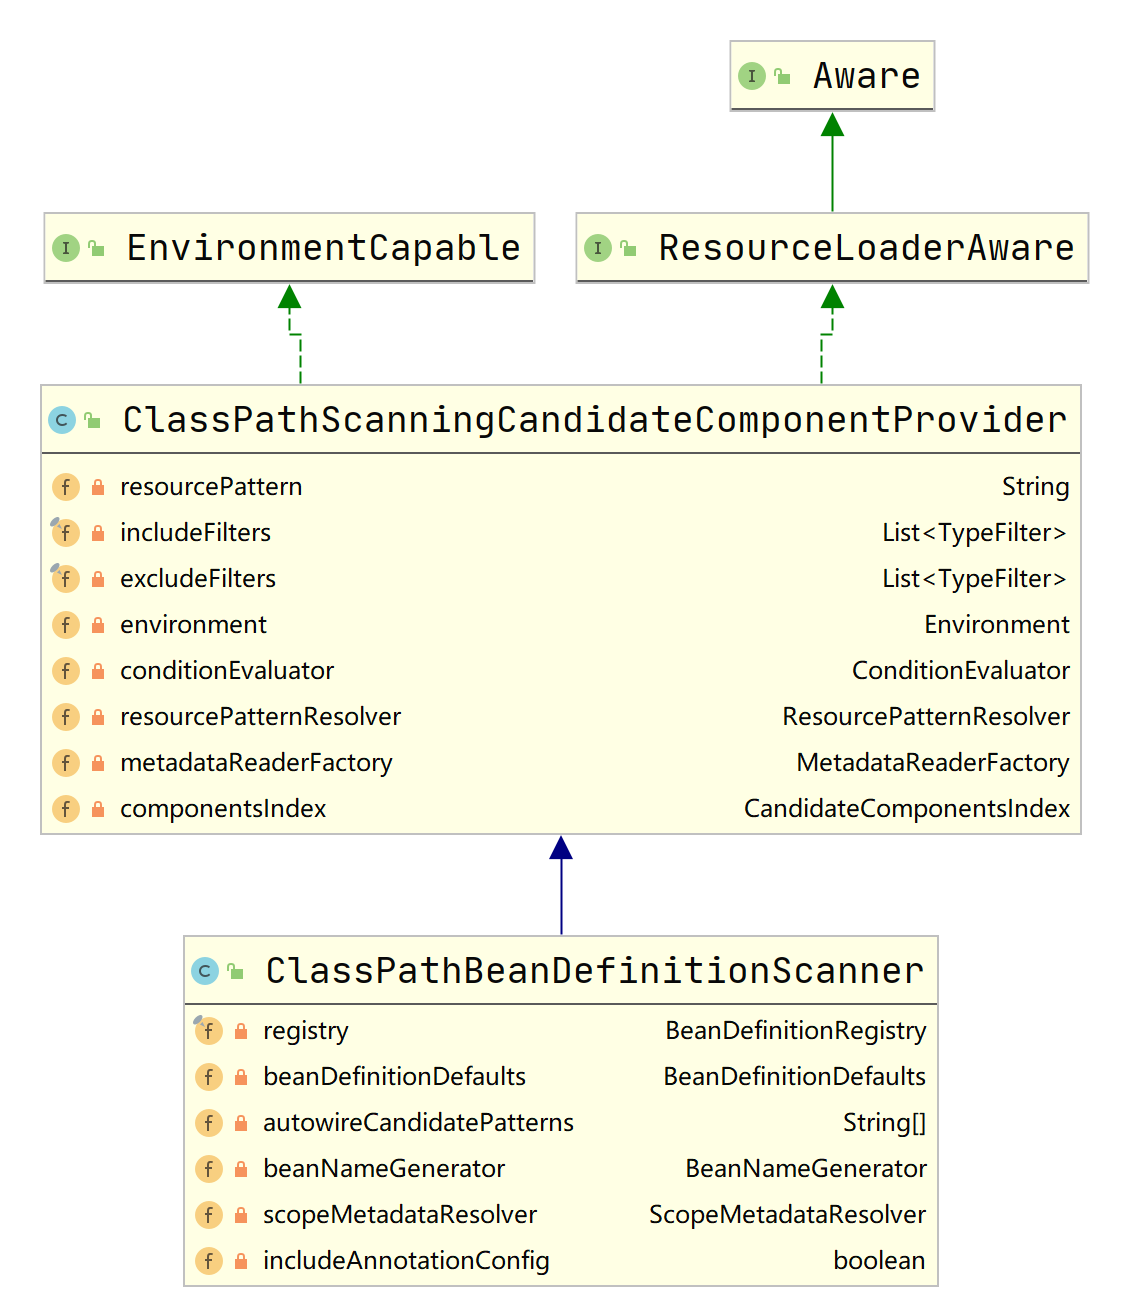 Aware
EnvironmentCapable
ResourceLoaderAware
ClassPathScanningCandidateComponentProvider
resourcePattern String
includeFilters List<TypeFilter>
excludeFilters List<TypeFilter>
environment Environment
conditionEvaluator ConditionEvaluator
resourcePatternResolver ResourcePatternResolver
metadataReaderFactory MetadataReaderFactory
componentsIndex CandidateComponentsIndex
ClassPathBeanDefinitionScanner
registry BeanDefinitionRegistry
beanDefinitionDefaults BeanDefinitionDefaults
autowireCandidatePatterns String[]
beanNameGenerator BeanNameGenerator
scopeMetadataResolver ScopeMetadataResolver
includeAnnotationConfig boolean